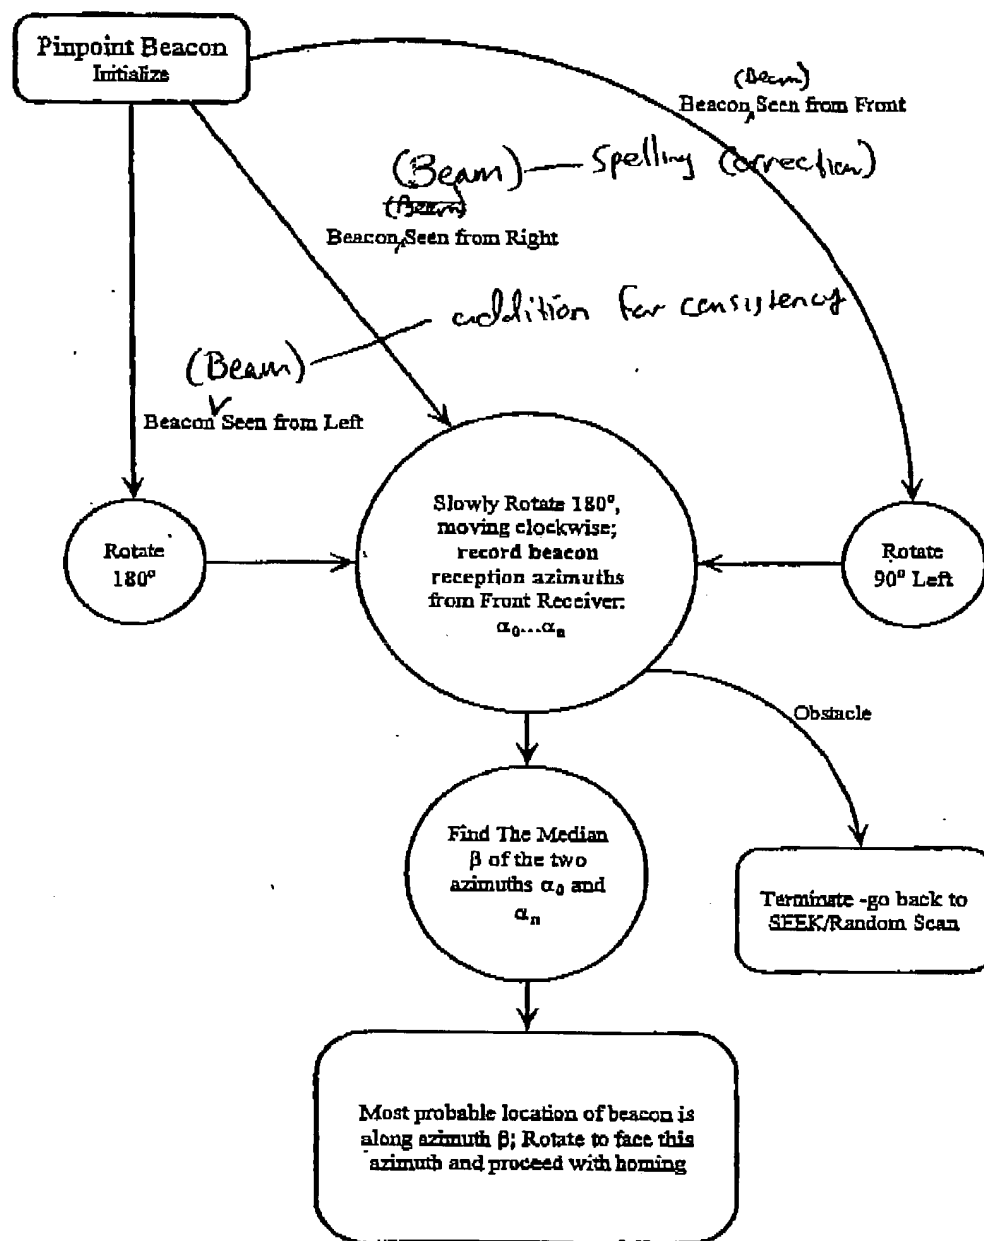 Pinpoint Beacon
Initialize
(Beam)
Beacon Seen from Front
(Beam) — Spelling Correction)
(Beam)
Beacon Seen from Right
addition for consistency
(Beam)
Beacon Seen from Left
Slowly Rotate 180°,
moving clockwise;
record beacon
reception azimuths
from Front Receiver:
α₀...αₙ
Rotate
180°
Rotate
90° Left
Obstacle
Find The Median
β of the two
azimuths α₀ and
αₙ
Terminate -go back to
SEEK/Random Scan
Most probable location of beacon is
along azimuth β; Rotate to face this
azimuth and proceed with homing